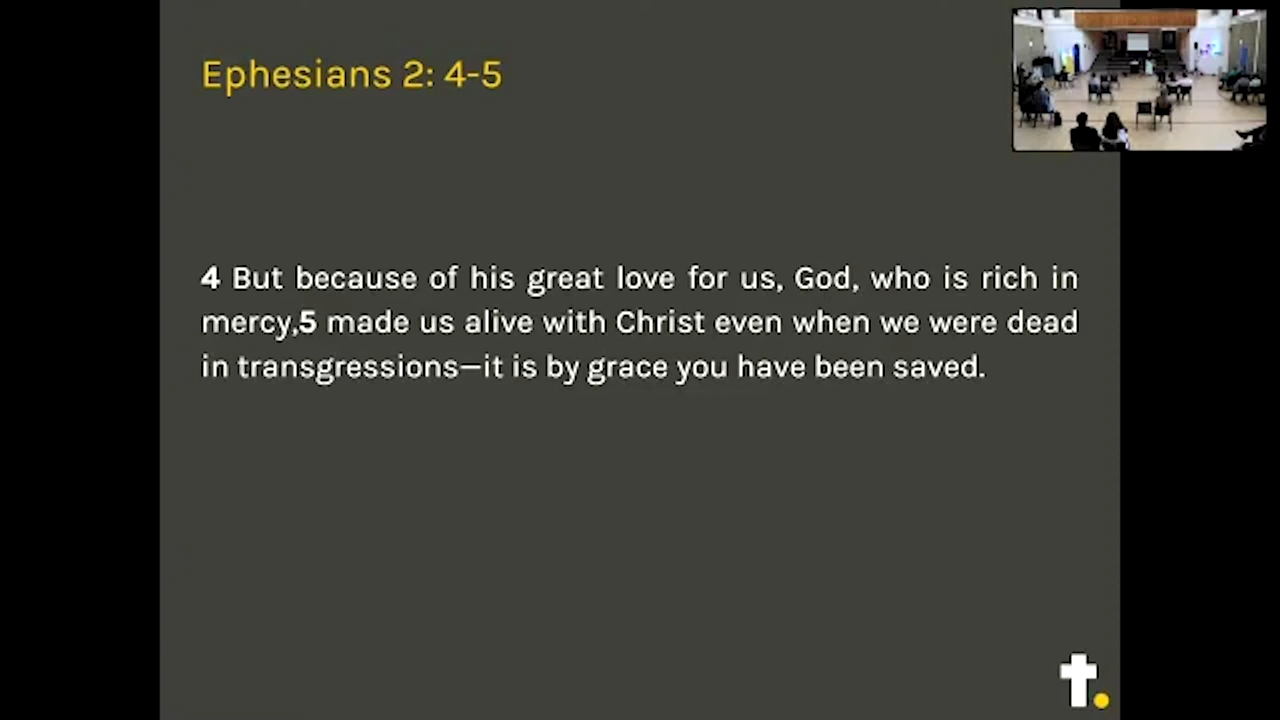 Ephesians 2: 4-5
4 But because of his great love for us, God, who is rich in
mercy,5 made us alive with Christ even when we were dead
in transgressions—it is by grace you have been saved.